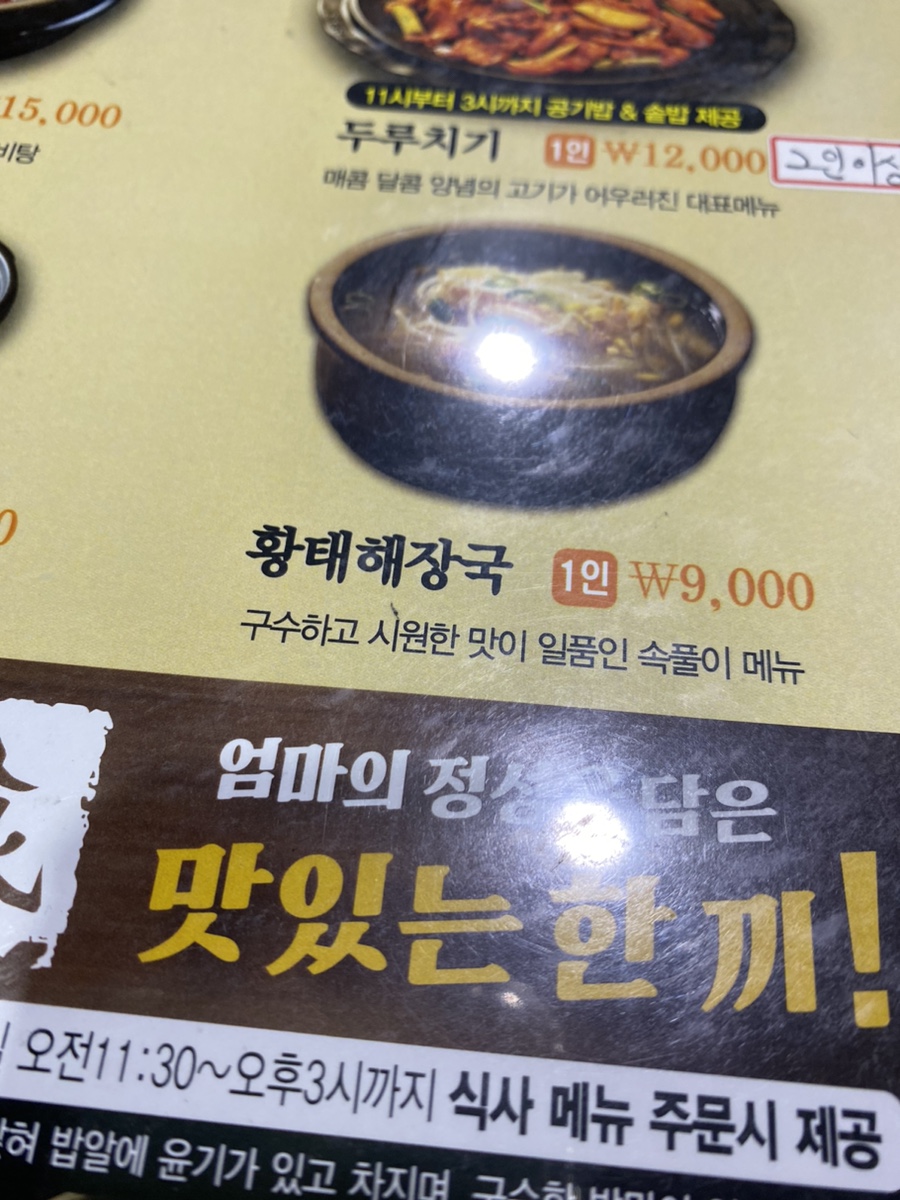 15,000
비탕
11시부터 3시까지 공기밥 & 솥밥 제공
두루치기 1인 ₩12,000
매콤 달콤 양념의 고기가 어우러진 대표메뉴
황태해장국 1인 ₩9,000
구수하고 시원한 맛이 일품인 속풀이 메뉴
엄마의 담은
맛있는 한 끼!
오전11:30~오후3시까지 식사 메뉴 주문시 제공
밥알에 윤기가 있고 차지며, 구수한